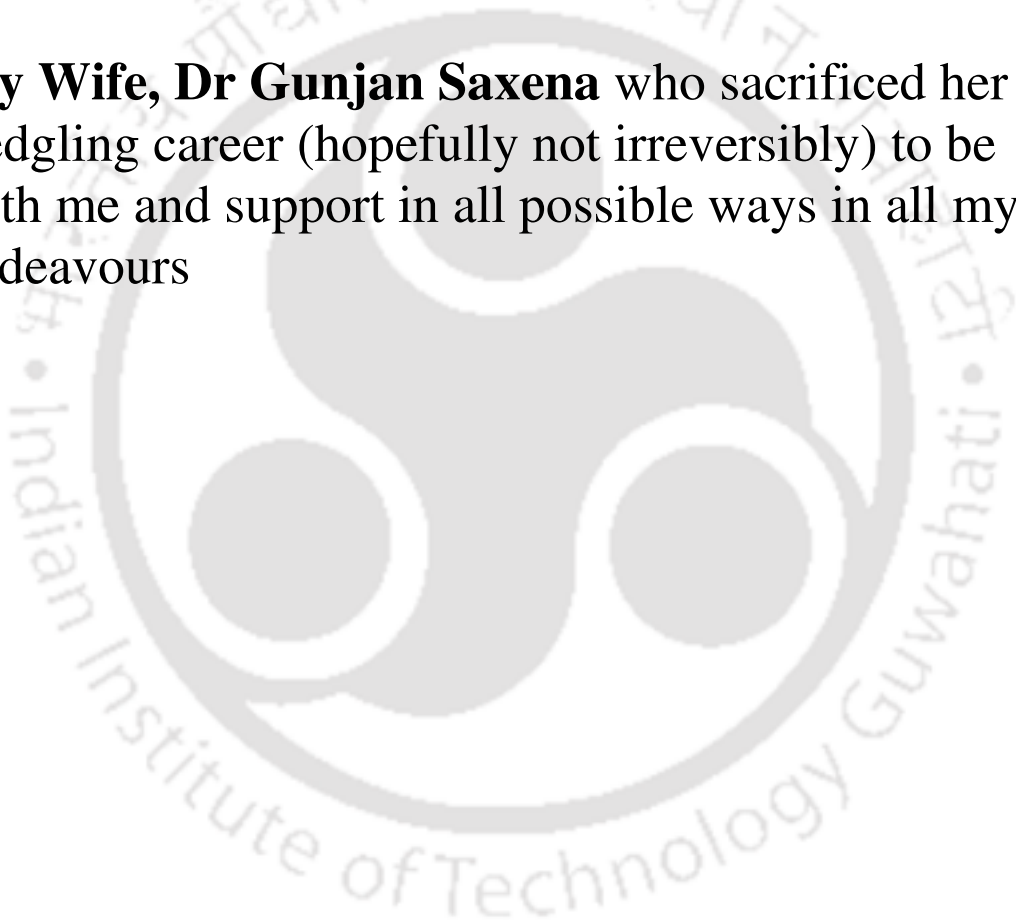 y Wife, Dr Gunjan Saxena who sacrificed her
edgling career (hopefully not irreversibly) to be
th me and support in all possible ways in all my
deavours
Indian Institute of Technology Guwahati